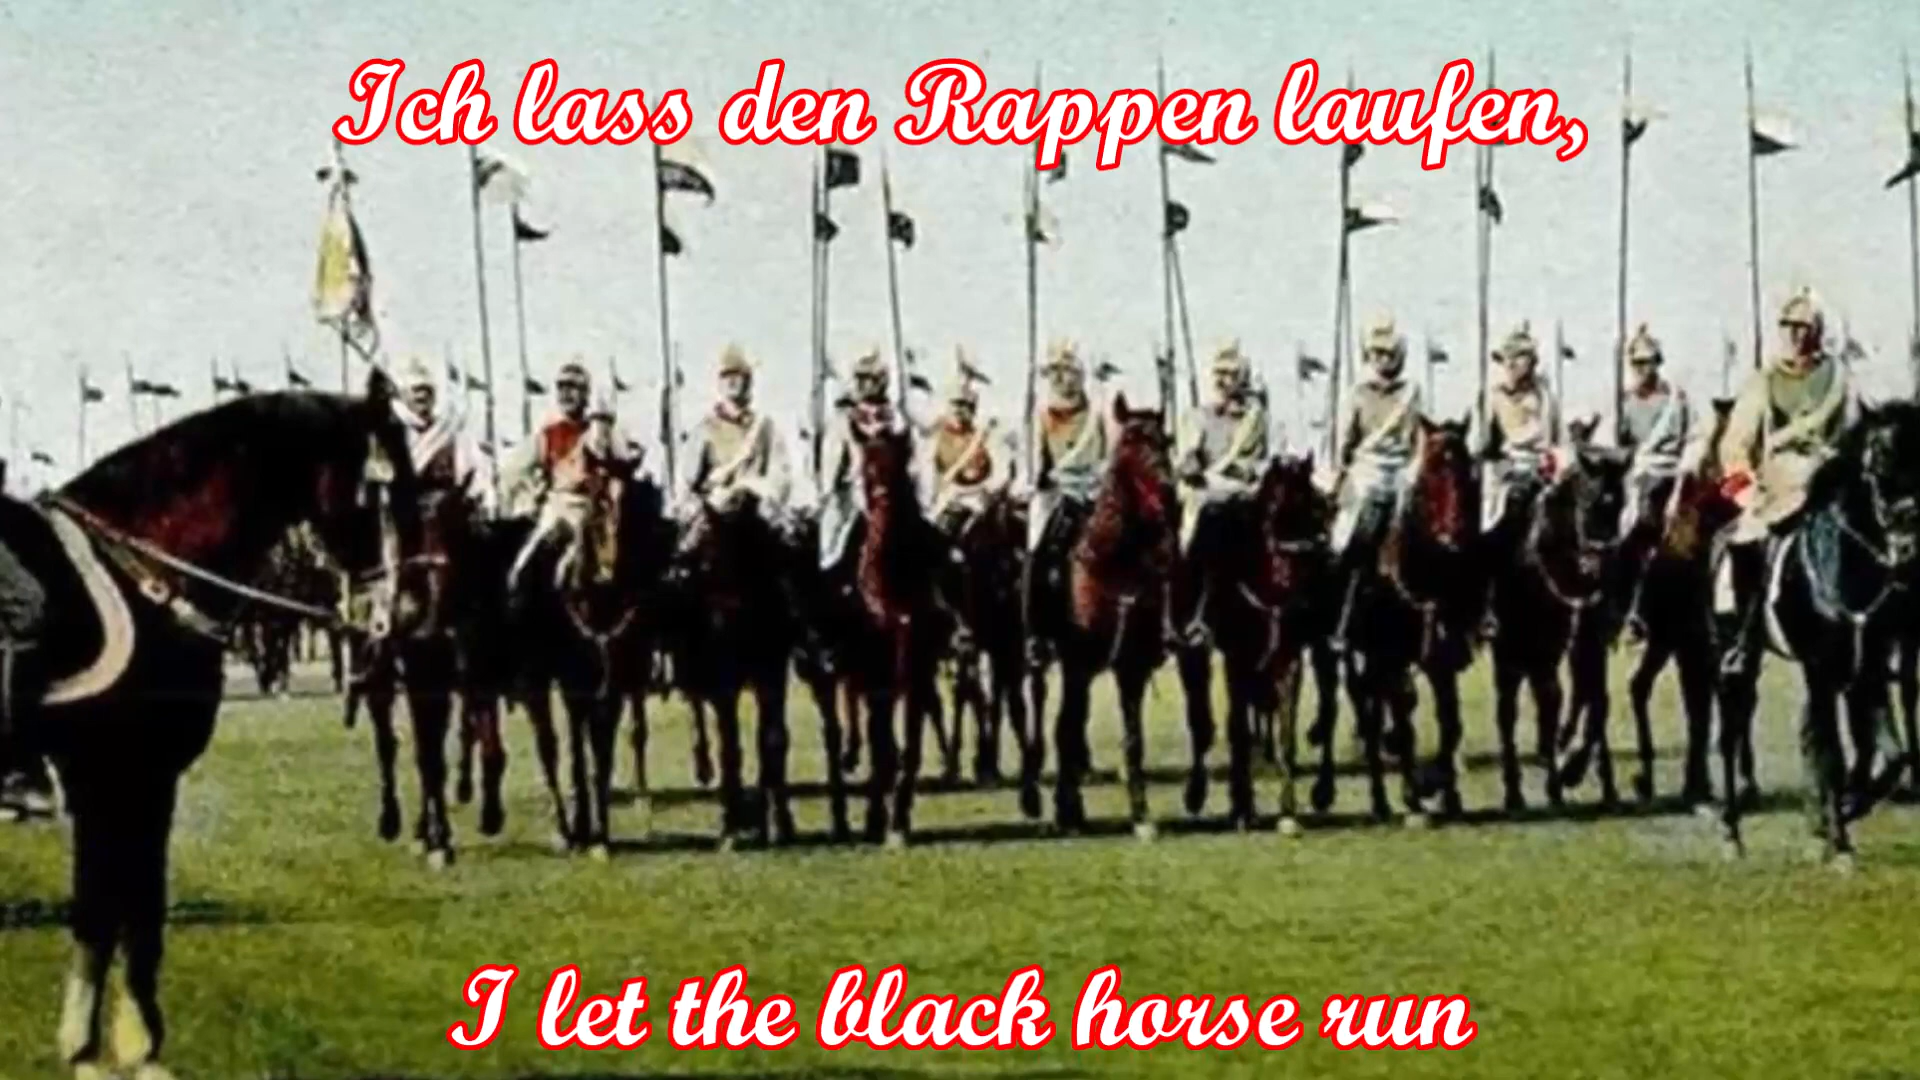 Ich lass den Rappen laufen,
I let the black horse run